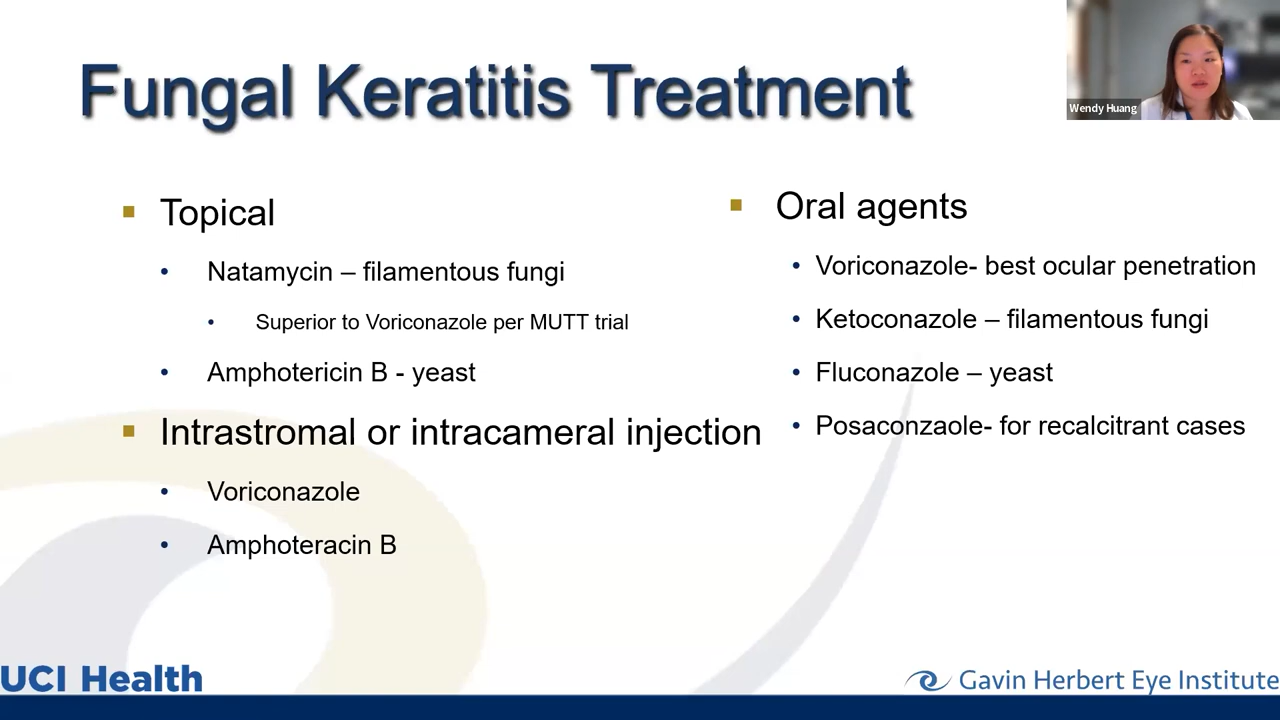 Fungal Keratitis Treatment
Wendy Huang
Topical
Natamycin – filamentous fungi
Superior to Voriconazole per MUTT trial
Amphotericin B - yeast
Intrastromal or intracameral injection
Voriconazole
Amphoteracin B
Oral agents
Voriconazole- best ocular penetration
Ketoconazole – filamentous fungi
Fluconazole – yeast
Posaconzaole- for recalcitrant cases
UCI Health
Gavin Herbert Eye Institute